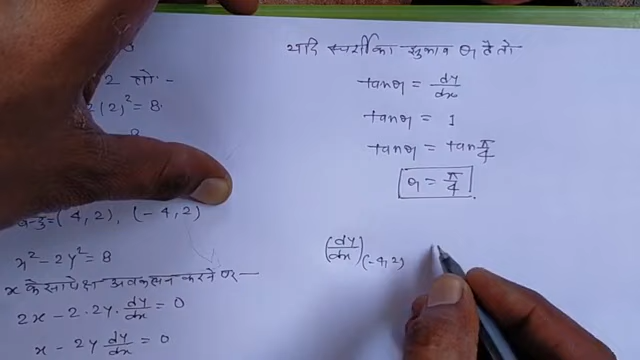 2 लो:-
2(2)² = 8
= (4, 2), (-4, 2)
x² - 2y² = 8
x के सापेक्ष अवकलन करने पर—
2x - 2·2y·dy/dx = 0
x - 2y dy/dx = 0
यदि स्पर्शी का झुकाव θ है तो
tanθ = dy/dx
tanθ = 1
tanθ = tan π/4
θ = π/4
(dy/dx)(-4, 2)